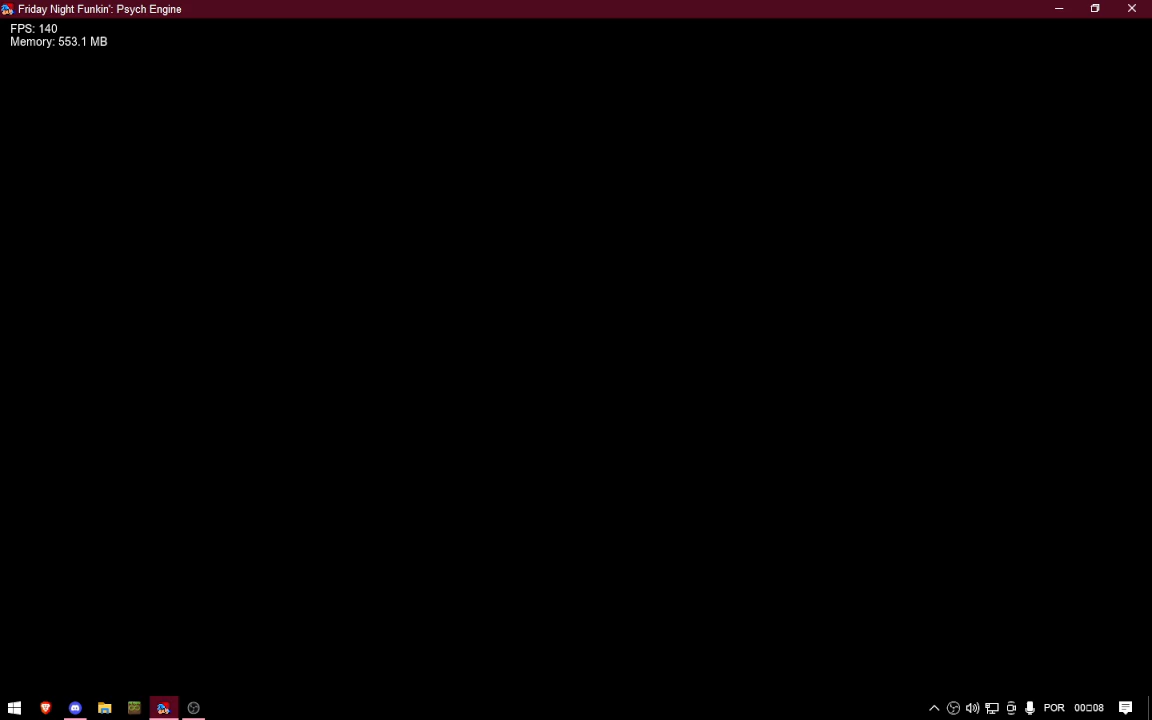 Friday Night Funkin': Psych Engine
FPS: 140
Memory: 553.1 MB
POR
00□08